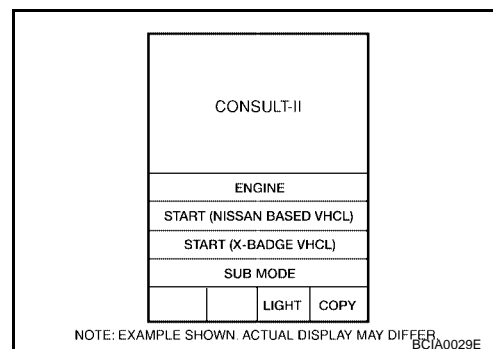 CONSULT-II
ENGINE
START (NISSAN BASED VHCL)
START (X-BADGE VHCL)
SUB MODE
LIGHT COPY
NOTE: EXAMPLE SHOWN. ACTUAL DISPLAY MAY DIFFER.
BCIA0029E